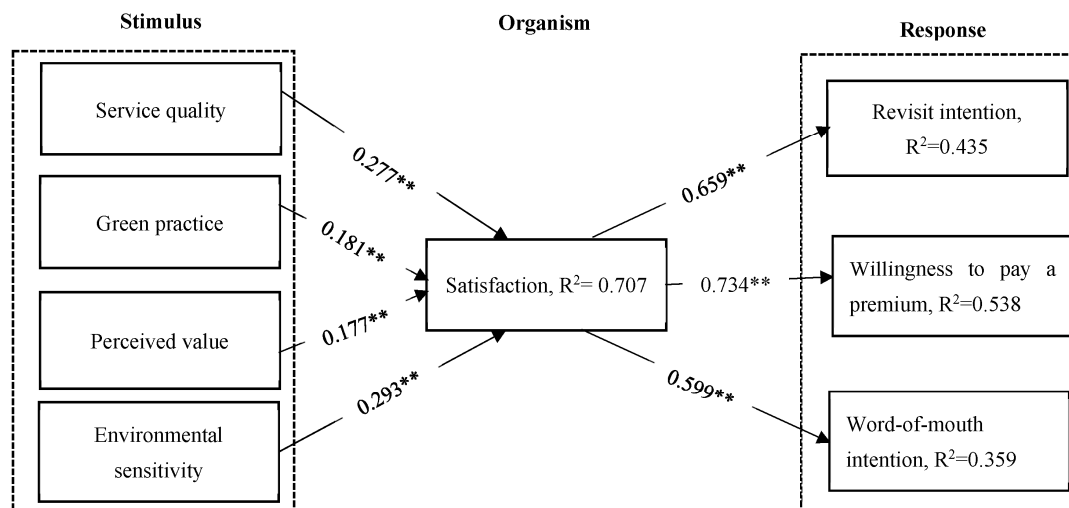 Stimulus
Organism
Response
Service quality
Green practice
Perceived value
Environmental
sensitivity
0.277**
0.181**
0.177**
0.293**
Satisfaction, R²= 0.707
0.659**
0.734**
0.599**
Revisit intention,
R²=0.435
Willingness to pay a
premium, R²=0.538
Word-of-mouth
intention, R²=0.359